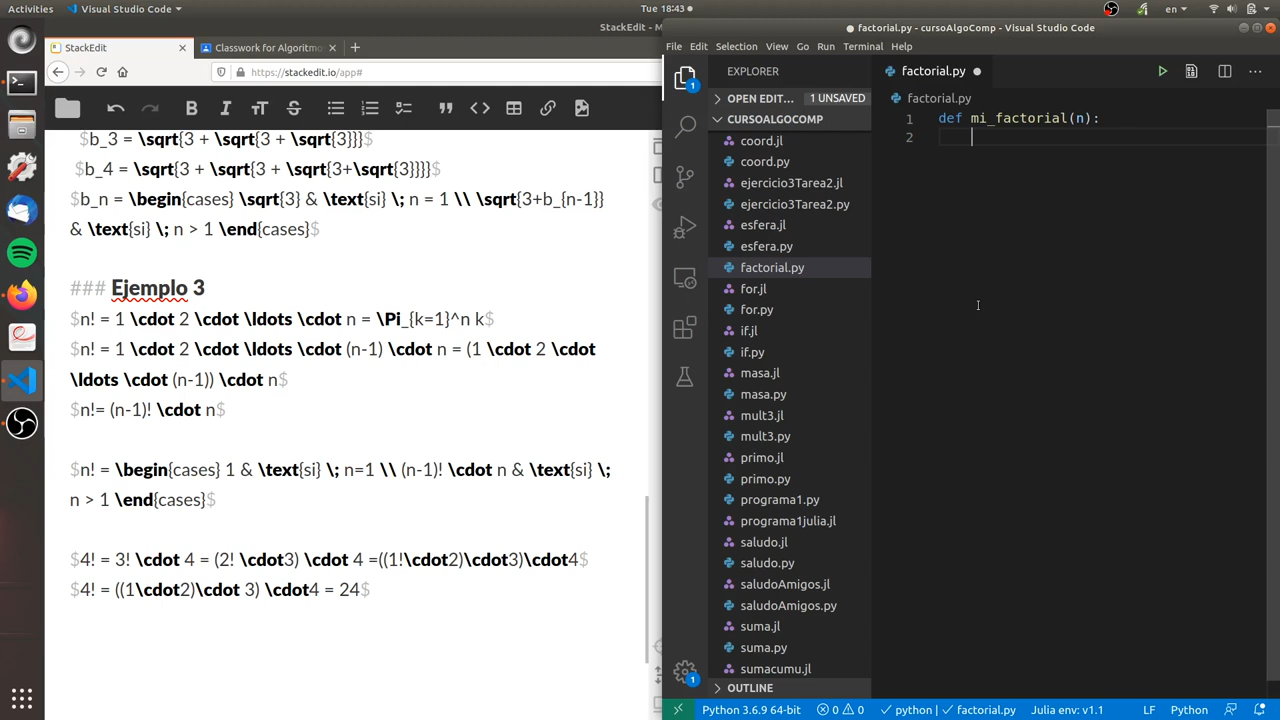 Activities
Visual Studio Code
Tue 18:43
en
StackEdit - M
factorial.py - cursoAlgoComp - Visual Studio Code
StackEdit
Classwork for Algoritmo
File Edit Selection View Go Run Terminal Help
https://stackedit.io/app#
EXPLORER
factorial.py
OPEN EDIT...
1 UNSAVED
factorial.py
CURSOALGOCOMP
1 def mi_factorial(n):
2
$b_3 = \sqrt{3 + \sqrt{3 + \sqrt{3}}}$
$b_4 = \sqrt{3 + \sqrt{3 + \sqrt{3+\sqrt{3}}}}$
$b_n = \begin{cases} \sqrt{3} & \text{si} \; n = 1 \\ \sqrt{3+b_{n-1}}
& \text{si} \; n > 1 \end{cases}$
### Ejemplo 3
$n! = 1 \cdot 2 \cdot \ldots \cdot n = \Pi_{k=1}^n k$
$n! = 1 \cdot 2 \cdot \ldots \cdot (n-1) \cdot n = (1 \cdot 2 \cdot
\ldots \cdot (n-1)) \cdot n$
$n!= (n-1)! \cdot n$
$n! = \begin{cases} 1 & \text{si} \; n=1 \\ (n-1)! \cdot n & \text{si} \;
n > 1 \end{cases}$
$4! = 3! \cdot 4 = (2! \cdot3) \cdot 4 =((1!\cdot2)\cdot3)\cdot4$
$4! = ((1\cdot2)\cdot 3) \cdot4 = 24$
coord.jl
coord.py
ejercicio3Tarea2.jl
ejercicio3Tarea2.py
esfera.jl
esfera.py
factorial.py
for.jl
for.py
if.jl
if.py
masa.jl
masa.py
mult3.jl
mult3.py
primo.jl
primo.py
programa1.py
programa1julia.jl
saludo.jl
saludo.py
saludoAmigos.jl
saludoAmigos.py
suma.jl
suma.py
sumacumu.jl
OUTLINE
1
1
Python 3.6.9 64-bit
0
0
python | factorial.py
Julia env: v1.1
LF
Python